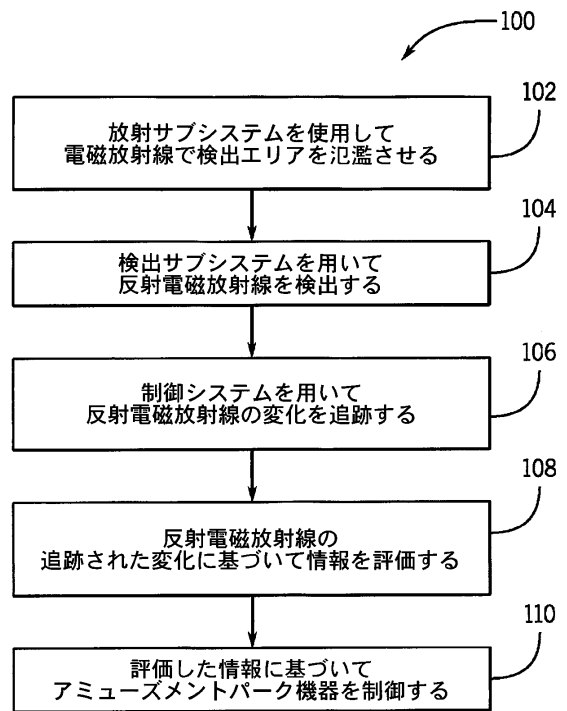 100
102
放射サブシステムを使用して
電磁放射線で検出エリアを氾濫させる
104
検出サブシステムを用いて
反射電磁放射線を検出する
106
制御システムを用いて
反射電磁放射線の変化を追跡する
108
反射電磁放射線の
追跡された変化に基づいて情報を評価する
110
評価した情報に基づいて
アミューズメントパーク機器を制御する